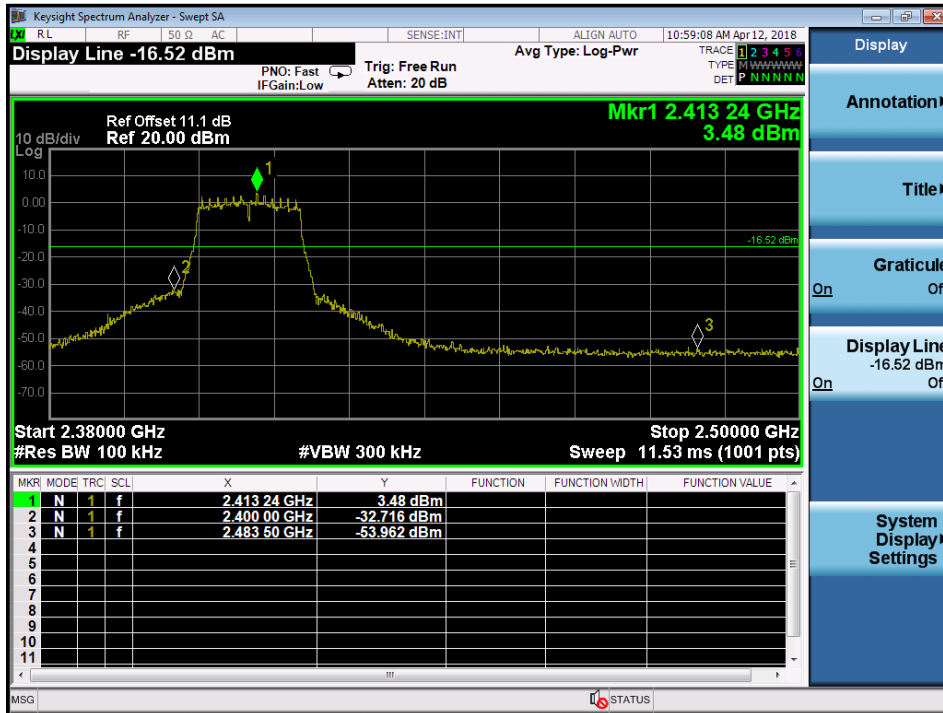 Keysight Spectrum Analyzer - Swept SA
LXI RL RF 50 Ω AC SENSE:INT ALIGN AUTO 10:59:08 AM Apr 12, 2018
Display Line -16.52 dBm
PNO: Fast
IFGain:Low
Trig: Free Run
Atten: 20 dB
Avg Type: Log-Pwr
TRACE 1 2 3 4 5 6
TYPE M W W W W W
DET P N N N N N
Mkr1 2.413 24 GHz
3.48 dBm
Ref Offset 11.1 dB
10 dB/div Ref 20.00 dBm
Log
10.0
0.00
-10.0
-20.0
-30.0
-40.0
-50.0
-60.0
-70.0
1
2
3
-16.52 dBm
Start 2.38000 GHz Stop 2.50000 GHz
#Res BW 100 kHz #VBW 300 kHz Sweep 11.53 ms (1001 pts)
MKR MODE TRC SCL X Y FUNCTION FUNCTION WIDTH FUNCTION VALUE
1 N 1 f 2.413 24 GHz 3.48 dBm
2 N 1 f 2.400 00 GHz -32.716 dBm
3 N 1 f 2.483 50 GHz -53.962 dBm
4
5
6
7
8
9
10
11
MSG STATUS
Display
Annotation
Title
Graticule
On Of
Display Line
-16.52 dBm
On Of
System
Display
Settings